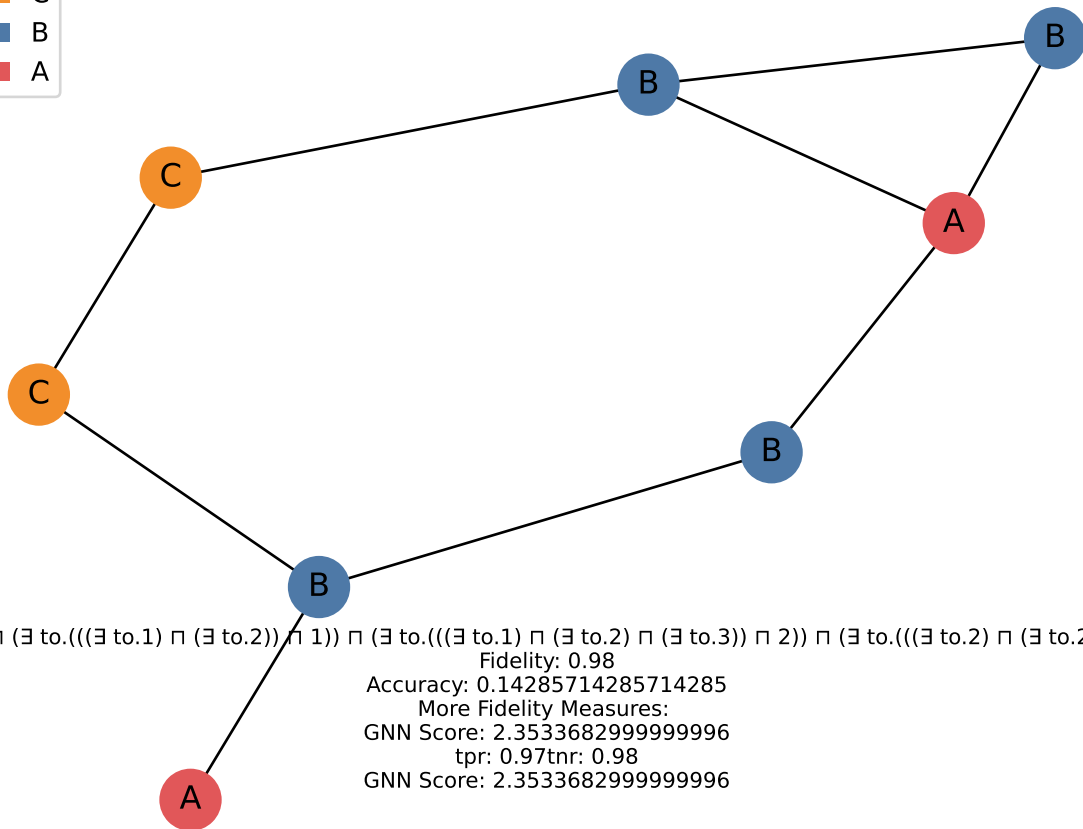 B
A
B
B
C
A
C
B
B
(∃ to.(((∃ to.1) ⊓ (∃ to.2)) ⊓ 1)) ⊓ (∃ to.(((∃ to.1) ⊓ (∃ to.2) ⊓ (∃ to.3)) ⊓ 2)) ⊓ (∃ to.(((∃ to.2) ⊓ (∃ to.2
Fidelity: 0.98
Accuracy: 0.14285714285714285
More Fidelity Measures:
GNN Score: 2.3533682999999996
tpr: 0.97tnr: 0.98
GNN Score: 2.3533682999999996
A